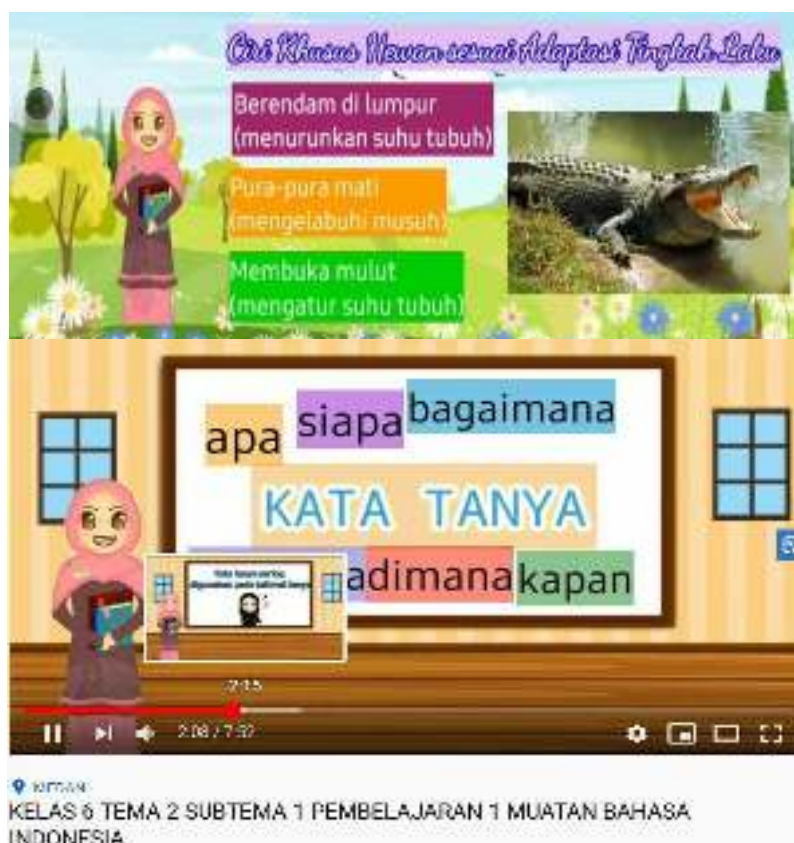 Ciri Khusus Hewan sesuai Adaptasi Tingkah Laku
Berendam di lumpur
(menurunkan suhu tubuh)
Pura-pura mati
(mengelabuhi musuh)
Membuka mulut
(mengatur suhu tubuh)
apa siapa bagaimana
KATA TANYA
adimana kapan
2:15
2:08 / 7:52
MEDAN
KELAS 6 TEMA 2 SUBTEMA 1 PEMBELAJARAN 1 MUATAN BAHASA
INDONESIA